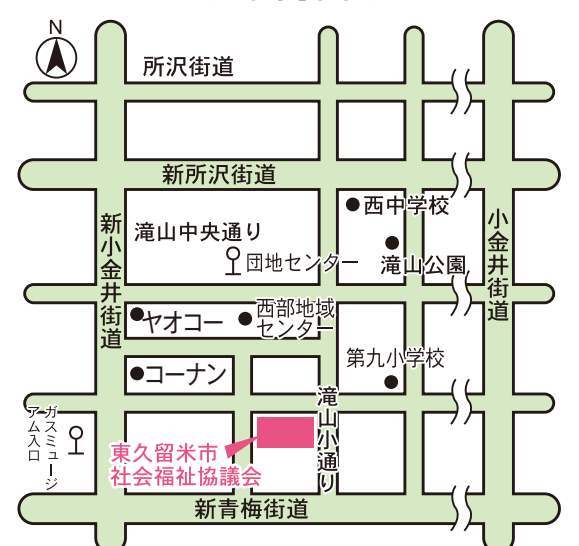 N
所沢街道
新所沢街道
西中学校
新小金井街道
小金井街道
滝山中央通り
団地センター
滝山公園
ヤオコー
西部地域
センター
第九小学校
コーナン
滝山小通り
ガスミュージ
アム入口
東久留米市
社会福祉協議会
新青梅街道